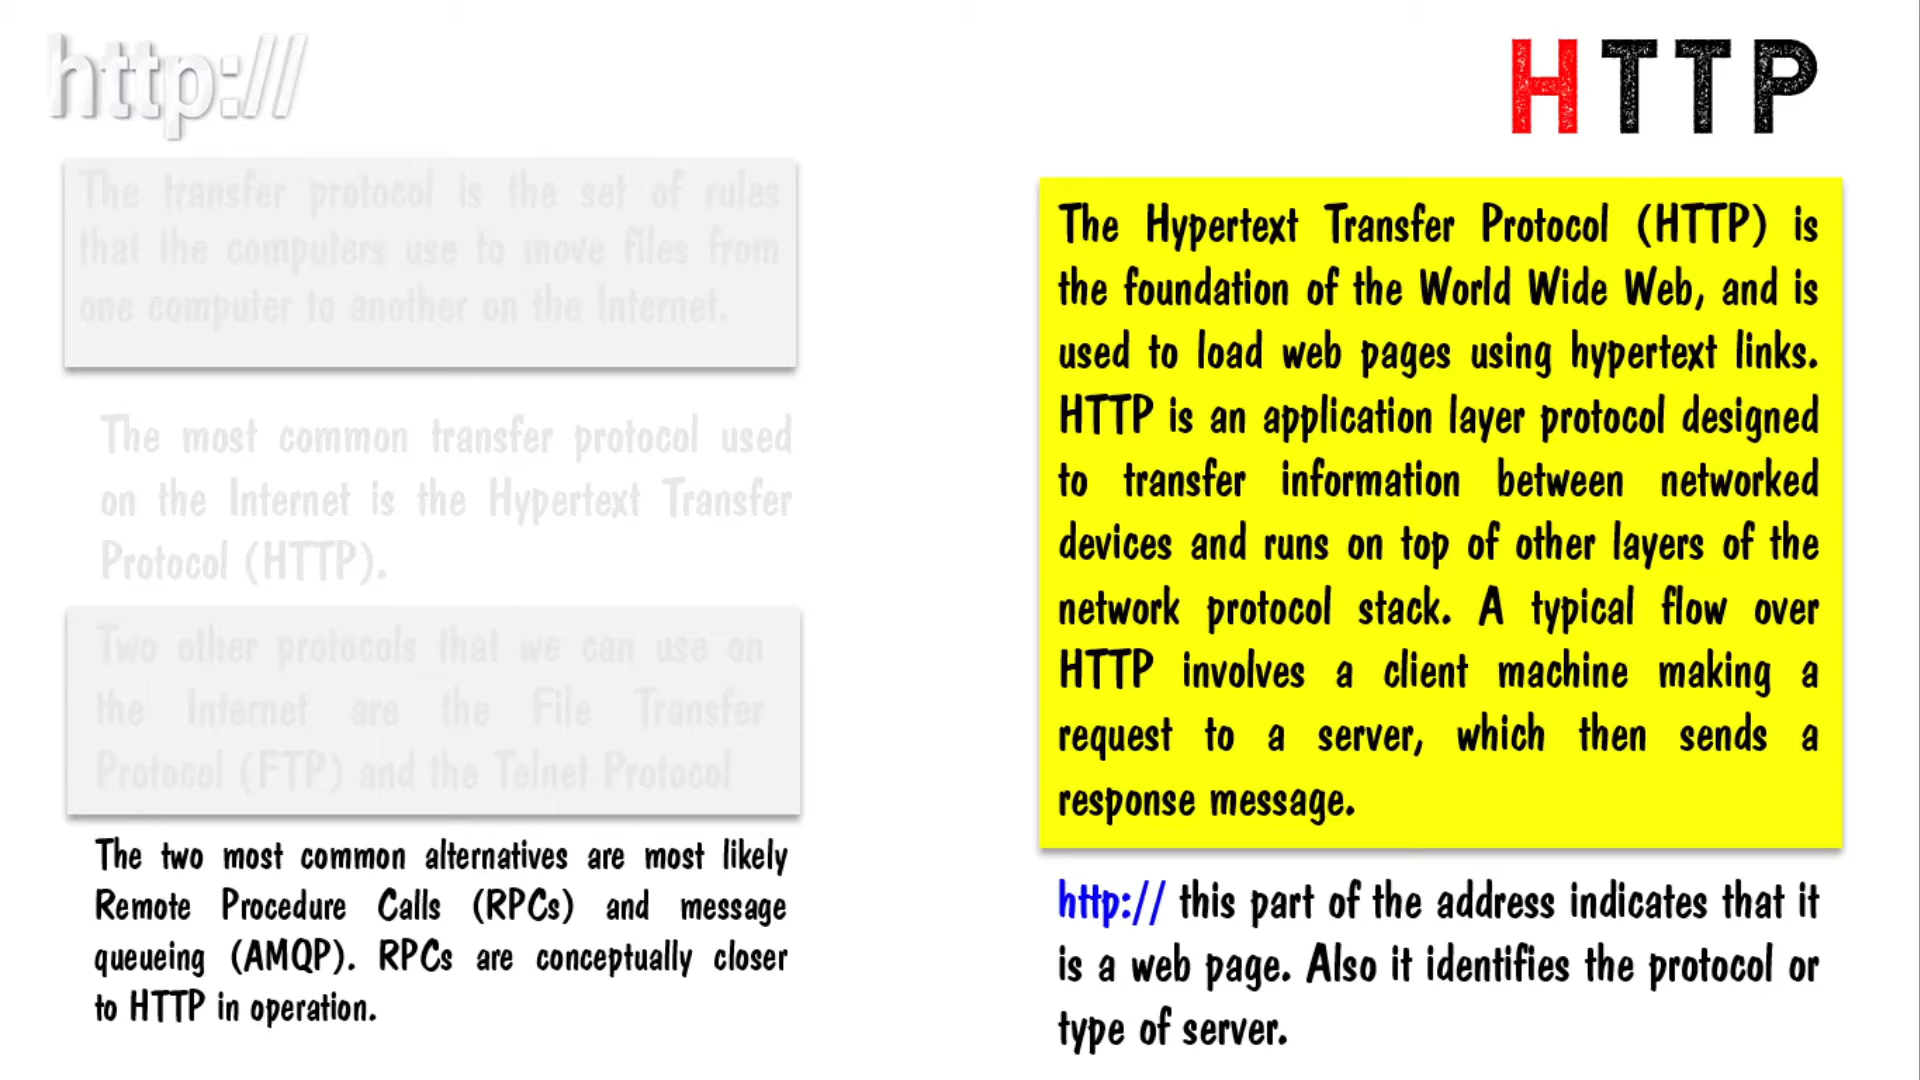 http://
The transfer protocol is the set of rules
that the computers use to move files from
one computer to another on the Internet.
The most common transfer protocol used
on the Internet is the Hypertext Transfer
Protocol (HTTP).
Two other protocols that we can use on
the Internet are the File Transfer
Protocol (FTP) and the Telnet Protocol
The two most common alternatives are most likely
Remote Procedure Calls (RPCs) and message
queueing (AMQP). RPCs are conceptually closer
to HTTP in operation.
HTTP
The Hypertext Transfer Protocol (HTTP) is
the foundation of the World Wide Web, and is
used to load web pages using hypertext links.
HTTP is an application layer protocol designed
to transfer information between networked
devices and runs on top of other layers of the
network protocol stack. A typical flow over
HTTP involves a client machine making a
request to a server, which then sends a
response message.
http:// this part of the address indicates that it
is a web page. Also it identifies the protocol or
type of server.